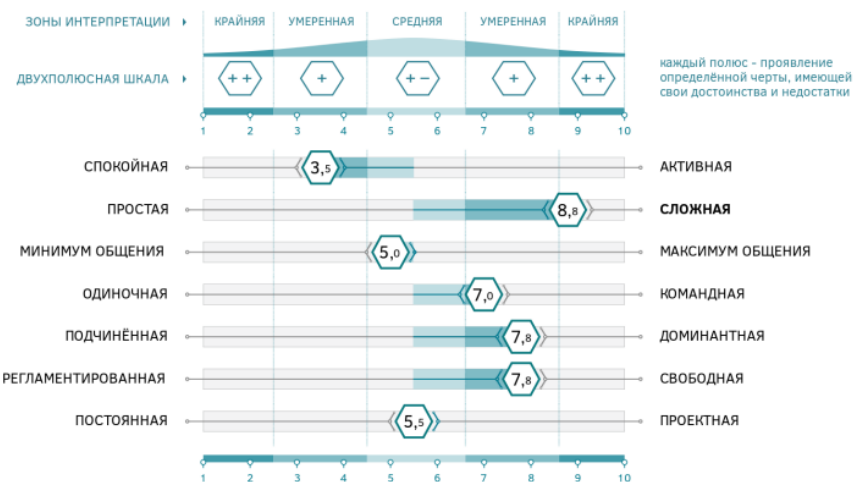 ЗОНЫ ИНТЕРПРЕТАЦИИ КРАЙНЯЯ УМЕРЕННАЯ СРЕДНЯЯ УМЕРЕННАЯ КРАЙНЯЯ
ДВУХПОЛЮСНАЯ ШКАЛА ++ + +− + ++
каждый полюс - проявление
определённой черты, имеющей
свои достоинства и недостатки
1 2 3 4 5 6 7 8 9 10
СПОКОЙНАЯ 3,5 АКТИВНАЯ
ПРОСТАЯ 8,8 СЛОЖНАЯ
МИНИМУМ ОБЩЕНИЯ 5,0 МАКСИМУМ ОБЩЕНИЯ
ОДИНОЧНАЯ 7,0 КОМАНДНАЯ
ПОДЧИНЁННАЯ 7,8 ДОМИНАНТНАЯ
РЕГЛАМЕНТИРОВАННАЯ 7,8 СВОБОДНАЯ
ПОСТОЯННАЯ 5,5 ПРОЕКТНАЯ
1 2 3 4 5 6 7 8 9 10